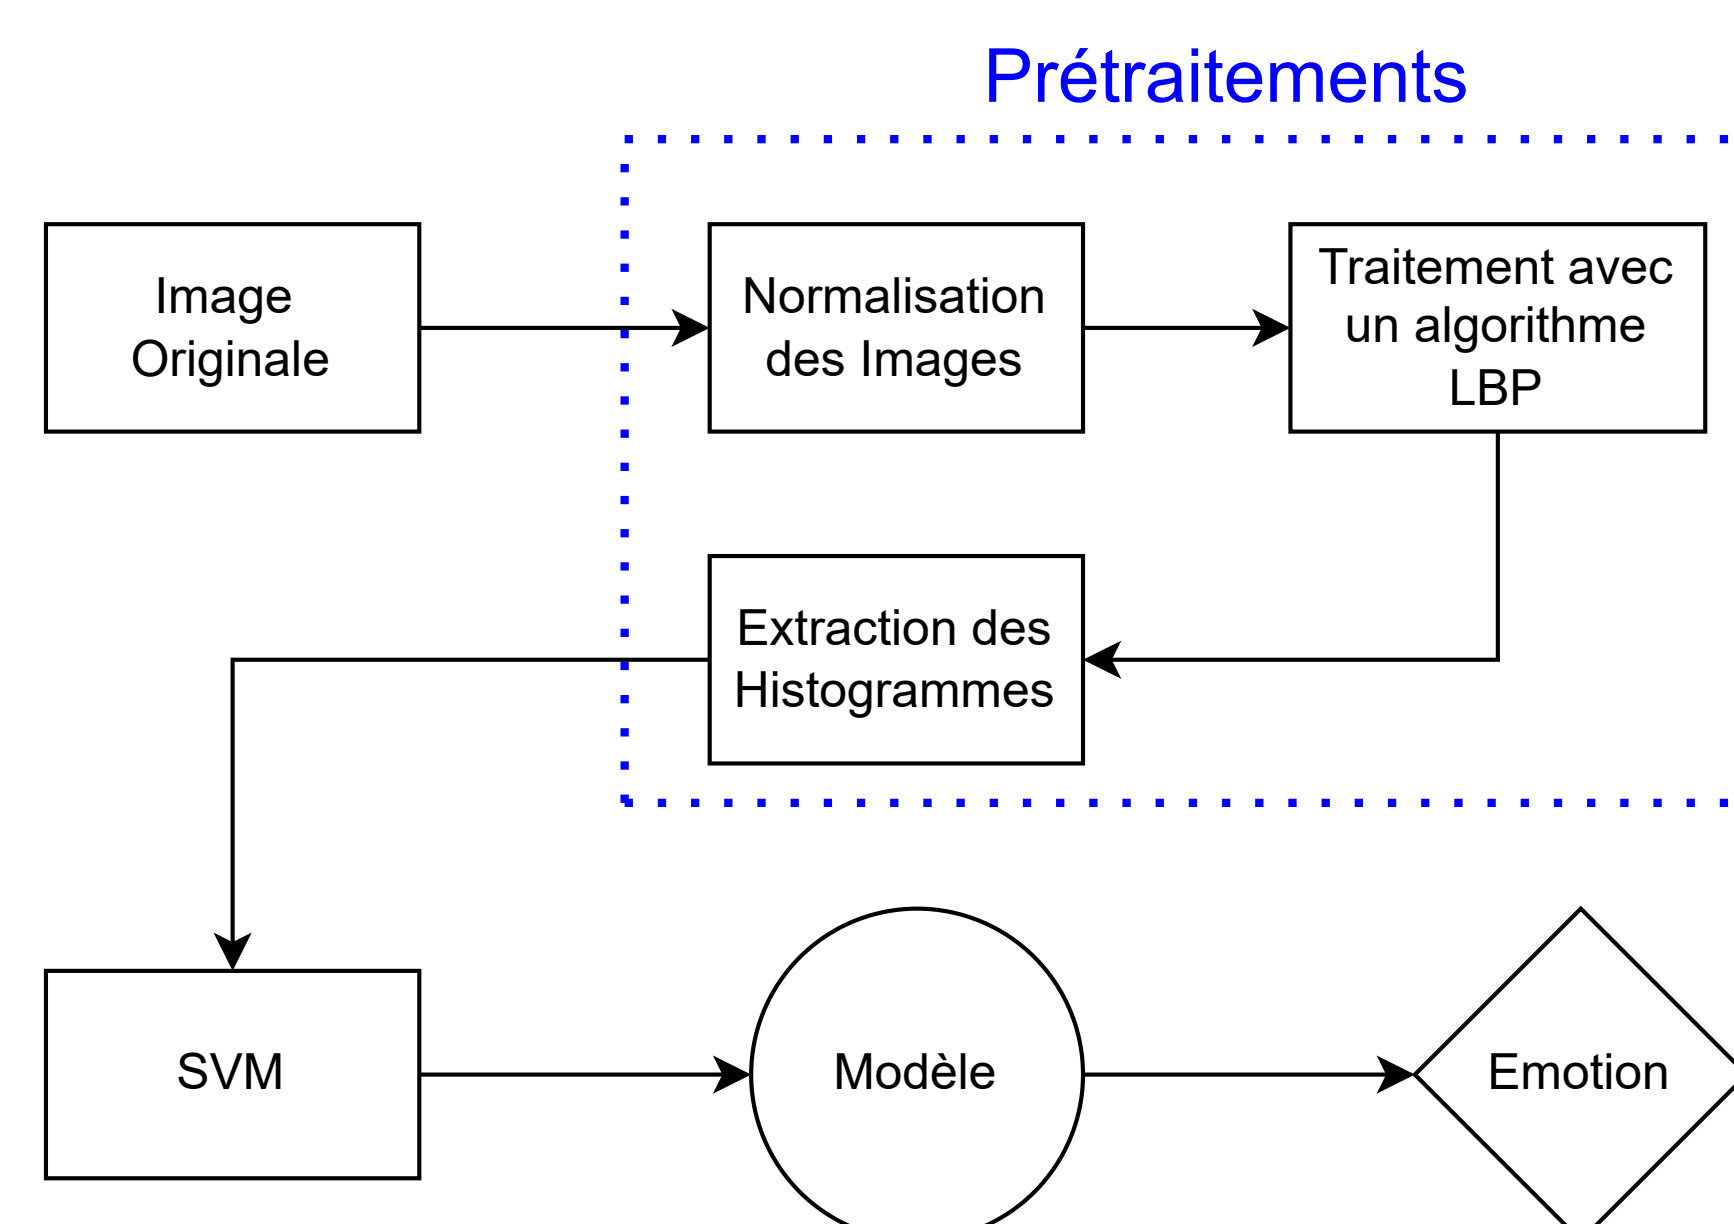 Prétraitements
Image
Originale
Normalisation
des Images
Traitement avec
un algorithme
LBP
Extraction des
Histogrammes
SVM
Modèle
Emotion